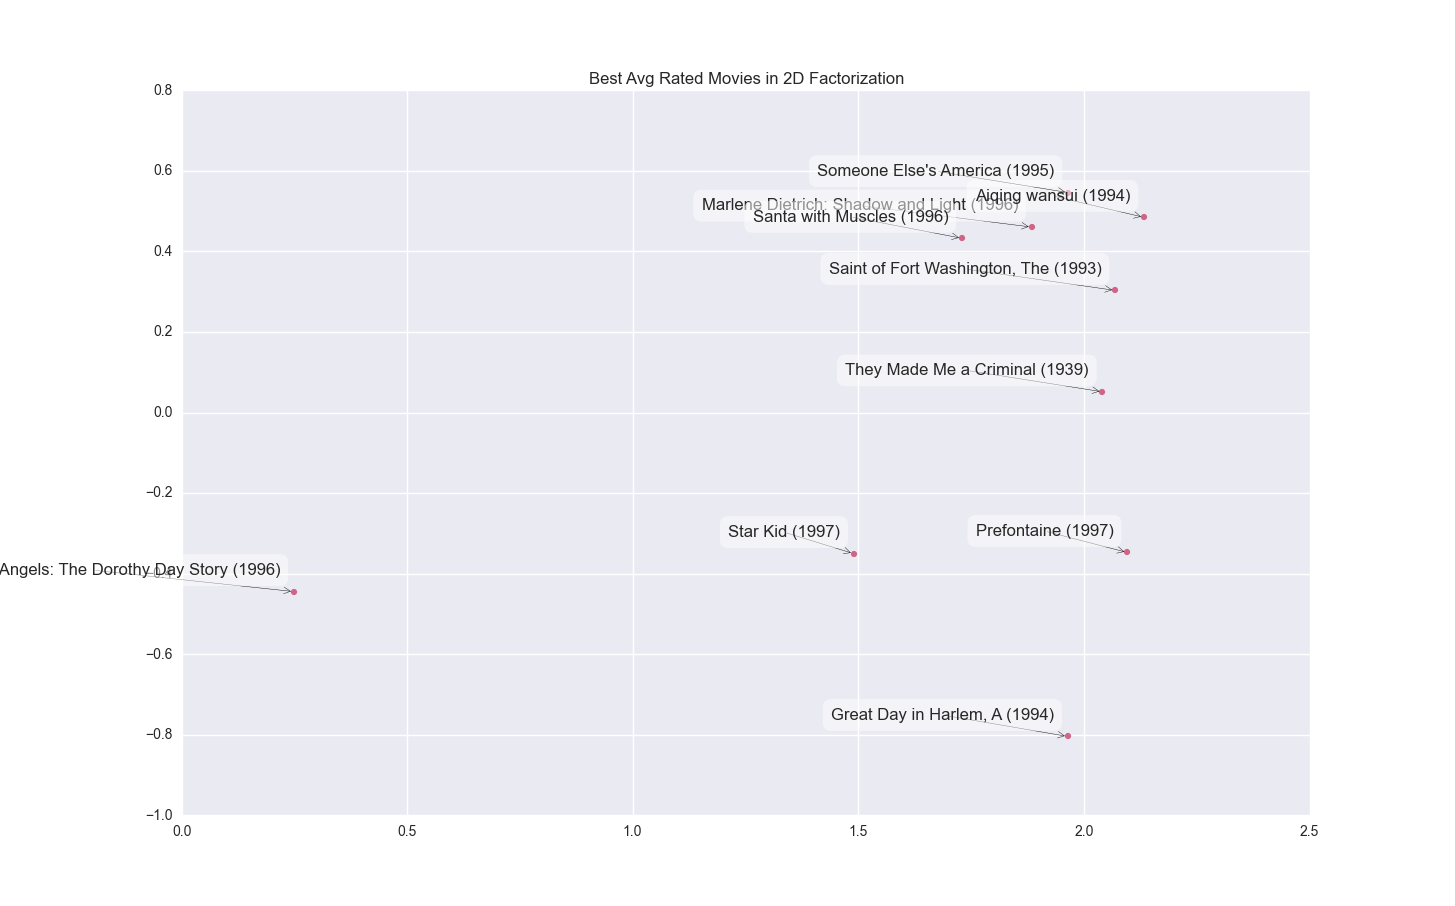 Best Avg Rated Movies in 2D Factorization
0.8
0.6
Someone Else's America (1995)
Aiqing wansui (1994)
Marlene Dietrich: Shadow and Light (1996)
Santa with Muscles (1996)
0.4
Saint of Fort Washington, The (1993)
0.2
They Made Me a Criminal (1939)
0.0
−0.2
Star Kid (1997)
Prefontaine (1997)
Angels: The Dorothy Day Story (1996)
−0.4
−0.6
Great Day in Harlem, A (1994)
−0.8
−1.0
0.0 0.5 1.0 1.5 2.0 2.5